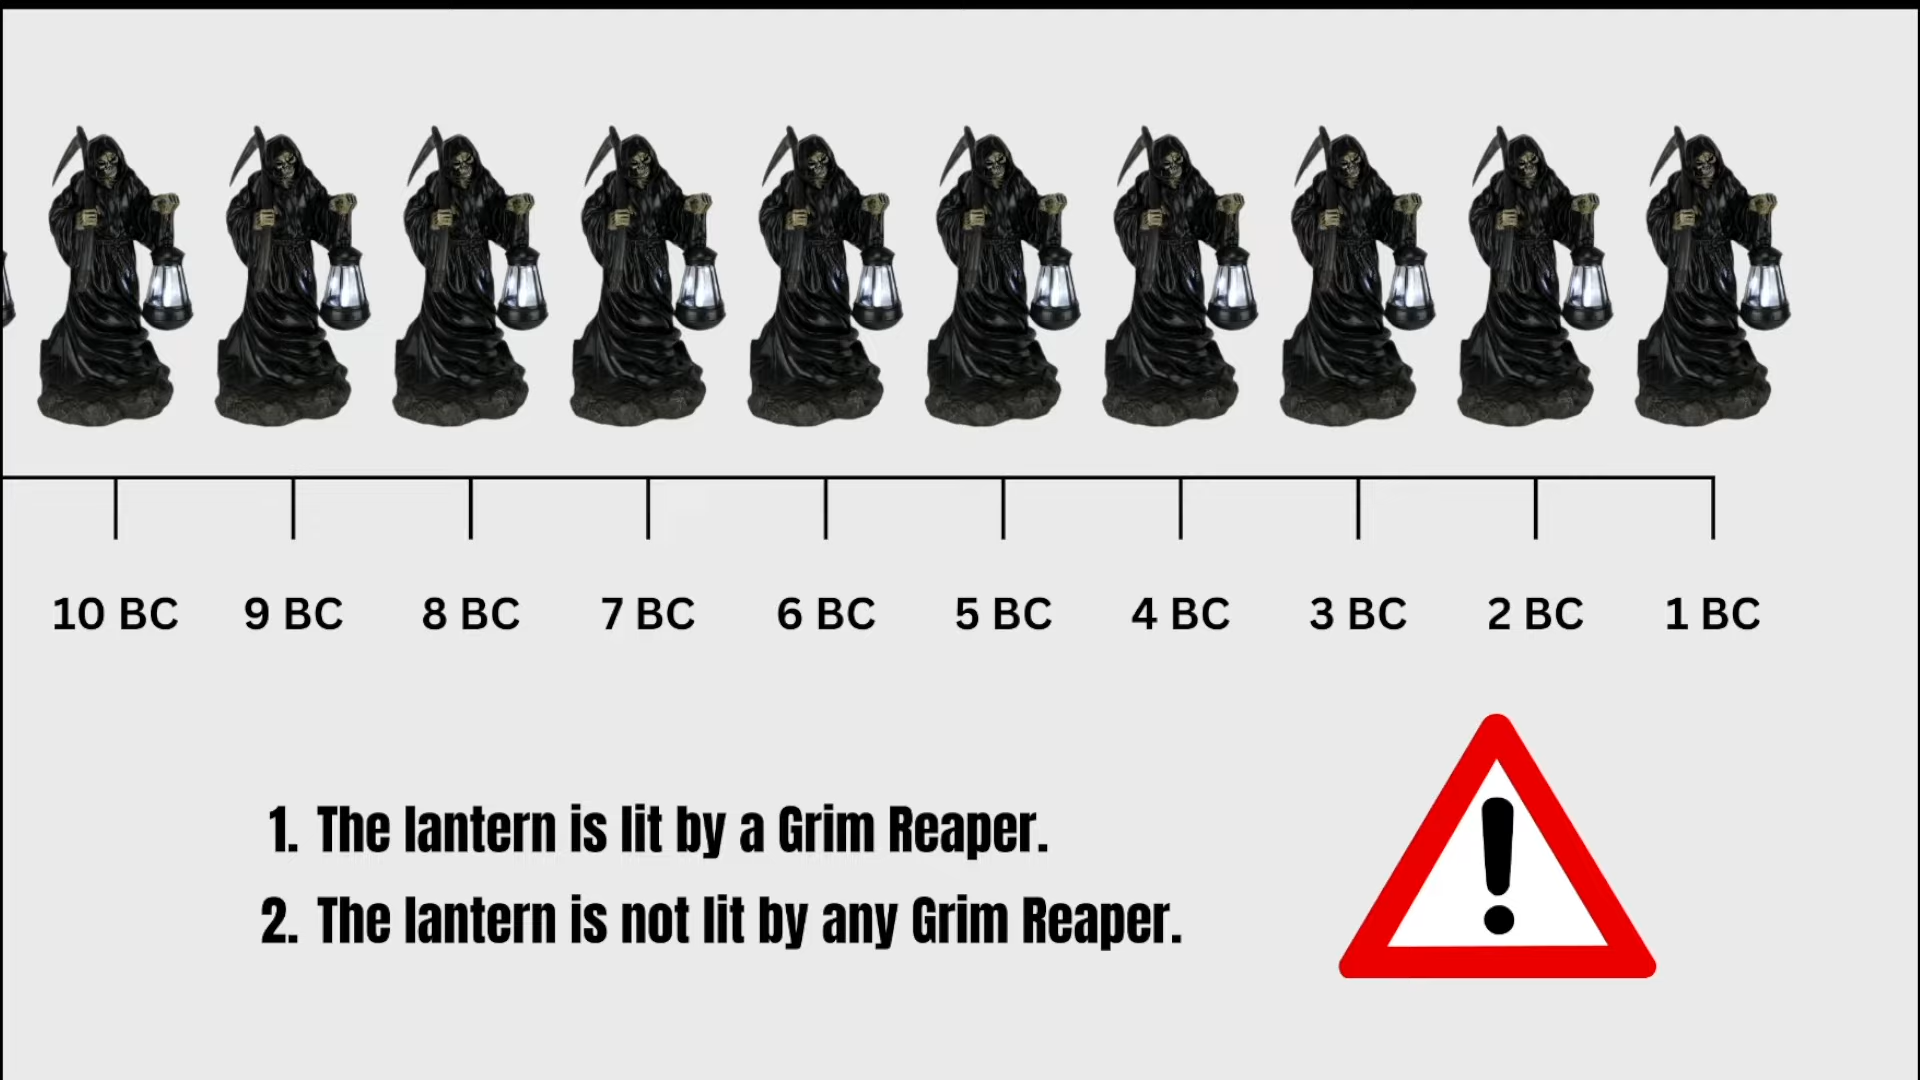 10 BC 9 BC 8 BC 7 BC 6 BC 5 BC 4 BC 3 BC 2 BC 1 BC
1. The lantern is lit by a Grim Reaper.
2. The lantern is not lit by any Grim Reaper.
!